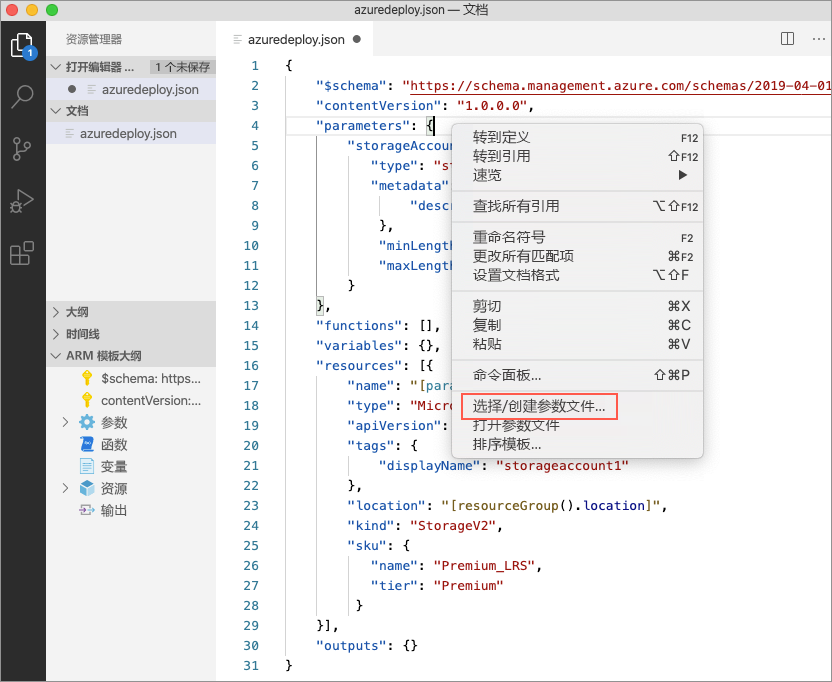 azuredeploy.json — 文档
资源管理器
打开编辑器 ... 1 个未保存
azuredeploy.json
文档
azuredeploy.json
大纲
时间线
ARM 模板大纲
$schema: https...
contentVersion:...
参数
函数
变量
资源
输出
1
azuredeploy.json
1 {
2 "$schema": "https://schema.management.azure.com/schemas/2019-04-01
3 "contentVersion": "1.0.0.0",
4 "parameters": {
5 "storageAccoun
6 "type": "s
7 "metadata"
8 "desc
9 },
10 "minLength
11 "maxLength
12 }
13 },
14 "functions": [],
15 "variables": {},
16 "resources": [{
17 "name": "[para
18 "type": "Micro
19 "apiVersion":
20 "tags": {
21 "displayName": "storageaccount1"
22 },
23 "location": "[resourceGroup().location]",
24 "kind": "StorageV2",
25 "sku": {
26 "name": "Premium_LRS",
27 "tier": "Premium"
28 }
29 }],
30 "outputs": {}
31 }
转到定义 F12
转到引用 ⇧F12
速览 ▶
查找所有引用 ⌥⇧F12
重命名符号 F2
更改所有匹配项 ⌘F2
设置文档格式 ⌥⇧F
剪切 ⌘X
复制 ⌘C
粘贴 ⌘V
命令面板... ⇧⌘P
选择/创建参数文件...
打开参数文件
排序模板...